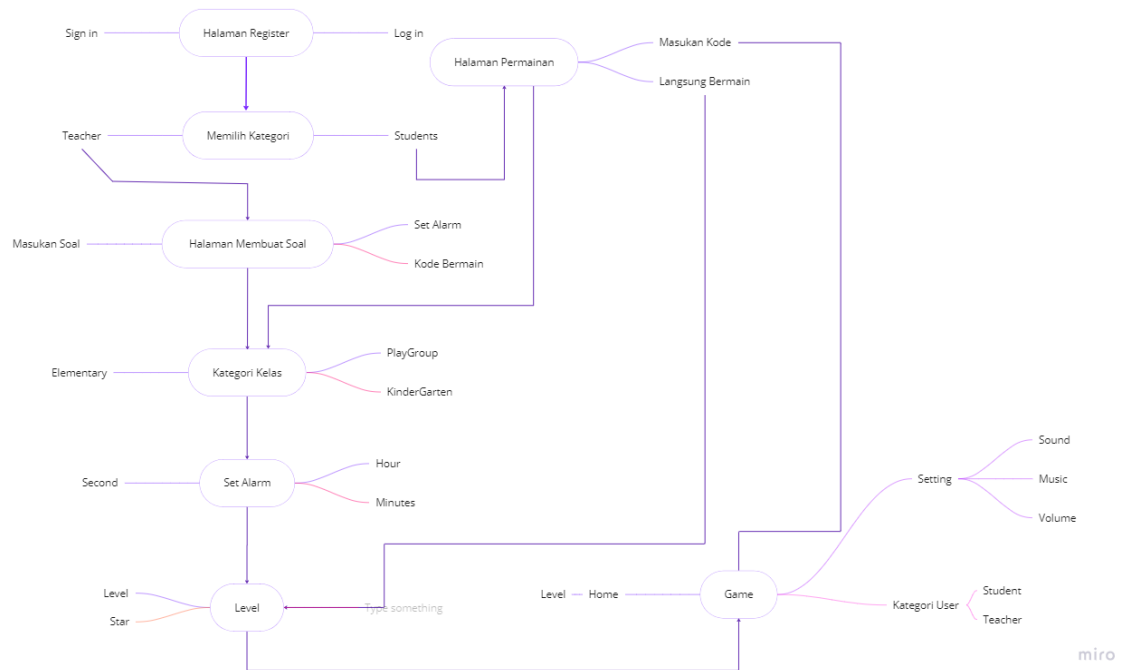 Sign in
Halaman Register
Log in
Halaman Permainan
Masukan Kode
Langsung Bermain
Teacher
Memilih Kategori
Students
Masukan Soal
Halaman Membuat Soal
Set Alarm
Kode Bermain
Elementary
Kategori Kelas
PlayGroup
KinderGarten
Second
Set Alarm
Hour
Minutes
Level
Star
Level
Type something
Level
Home
Game
Setting
Sound
Music
Volume
Kategori User
Student
Teacher
miro